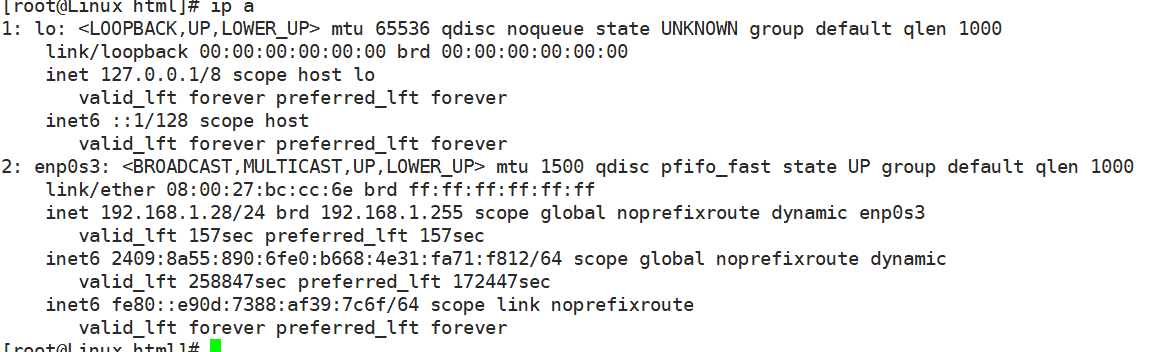 [root@Linux html]# ip a
1: lo: <LOOPBACK,UP,LOWER_UP> mtu 65536 qdisc noqueue state UNKNOWN group default qlen 1000
    link/loopback 00:00:00:00:00:00 brd 00:00:00:00:00:00
    inet 127.0.0.1/8 scope host lo
       valid_lft forever preferred_lft forever
    inet6 ::1/128 scope host
       valid_lft forever preferred_lft forever
2: enp0s3: <BROADCAST,MULTICAST,UP,LOWER_UP> mtu 1500 qdisc pfifo_fast state UP group default qlen 1000
    link/ether 08:00:27:bc:cc:6e brd ff:ff:ff:ff:ff:ff
    inet 192.168.1.28/24 brd 192.168.1.255 scope global noprefixroute dynamic enp0s3
       valid_lft 157sec preferred_lft 157sec
    inet6 2409:8a55:890:6fe0:b668:4e31:fa71:f812/64 scope global noprefixroute dynamic
       valid_lft 258847sec preferred_lft 172447sec
    inet6 fe80::e90d:7388:af39:7c6f/64 scope link noprefixroute
       valid_lft forever preferred_lft forever
[root@Linux html]#